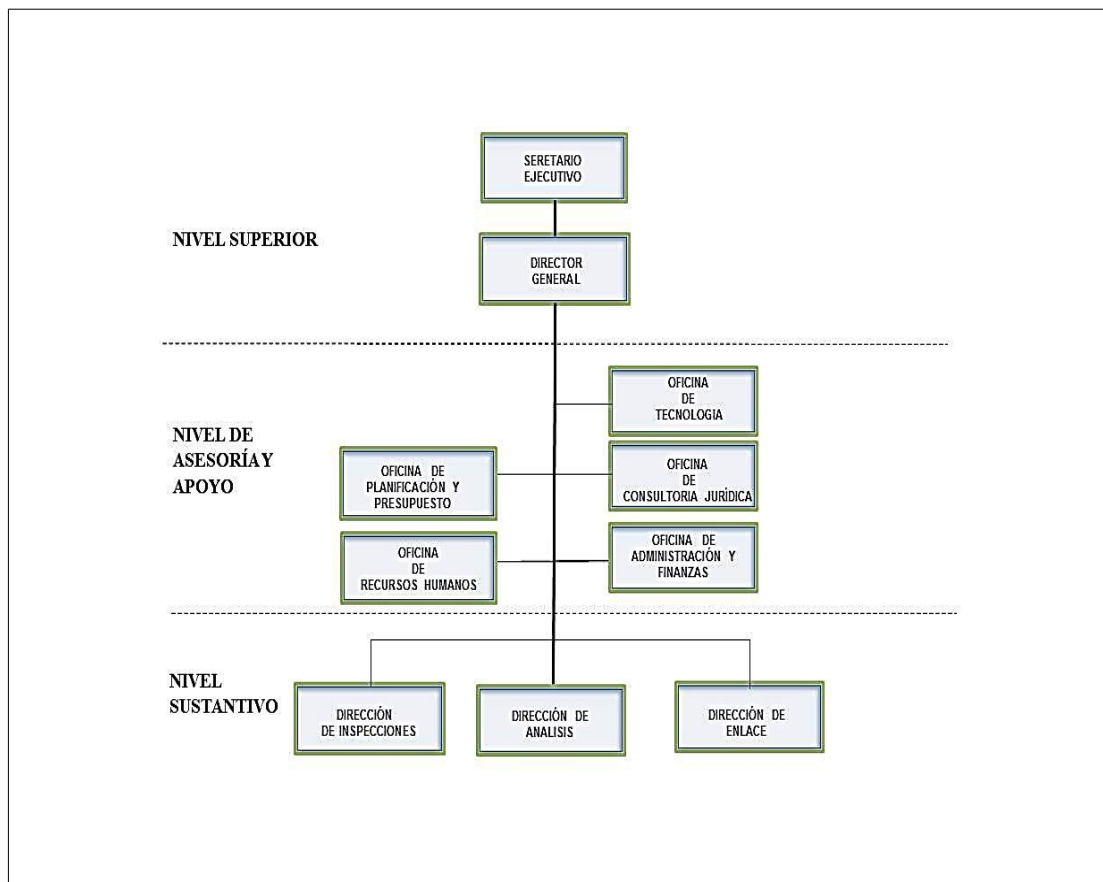 SERETARIO
EJECUTIVO
NIVEL SUPERIOR
DIRECTOR
GENERAL
NIVEL DE
ASESORÍA Y
APOYO
OFICINA
DE
TECNOLOGIA
OFICINA DE
PLANIFICACIÓN Y
PRESUPUESTO
OFICINA
DE
CONSULTORIA JURÍDICA
OFICINA
DE
RECURSOS HUMANOS
OFICINA DE
ADMINISTRACIÓN Y
FINANZAS
NIVEL
SUSTANTIVO
DIRECCIÓN
DE INSPECCIONES
DIRECCIÓN DE
ANALISIS
DIRECCIÓN DE
ENLACE